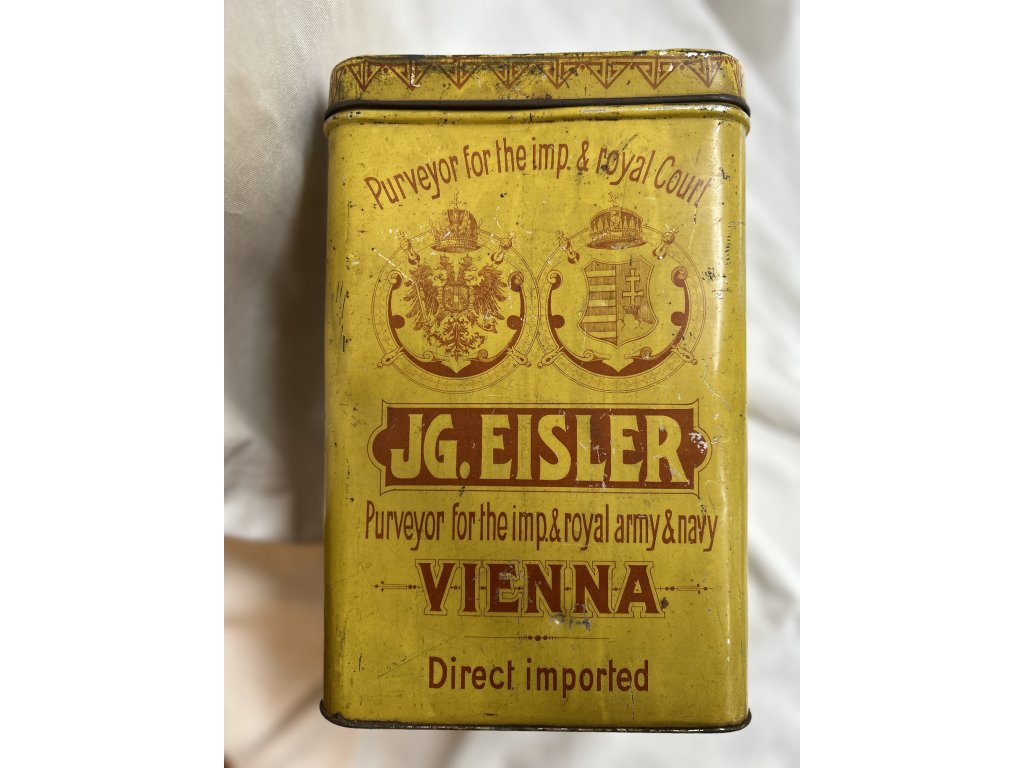 Purveyor for the imp. & royal Court
JG. EISLER
Purveyor for the imp. & royal army & navy
VIENNA
Direct imported